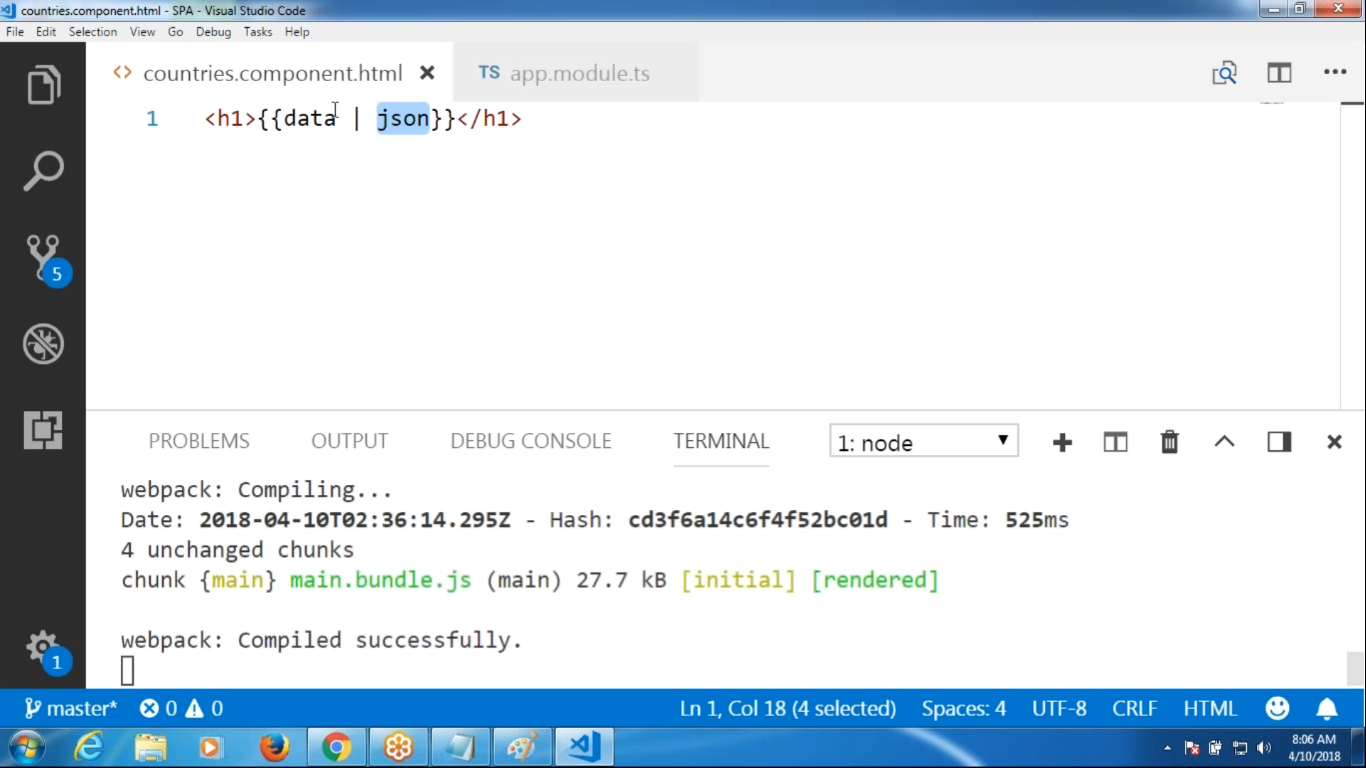 countries.component.html - SPA - Visual Studio Code
File Edit Selection View Go Debug Tasks Help
countries.component.html TS app.module.ts
1 <h1>{{data | json}}</h1>
5
PROBLEMS OUTPUT DEBUG CONSOLE TERMINAL 1: node
webpack: Compiling...
Date: 2018-04-10T02:36:14.295Z - Hash: cd3f6a14c6f4f52bc01d - Time: 525ms
4 unchanged chunks
chunk {main} main.bundle.js (main) 27.7 kB [initial] [rendered]
webpack: Compiled successfully.
1
master* 0 0 Ln 1, Col 18 (4 selected) Spaces: 4 UTF-8 CRLF HTML
8:06 AM
4/10/2018